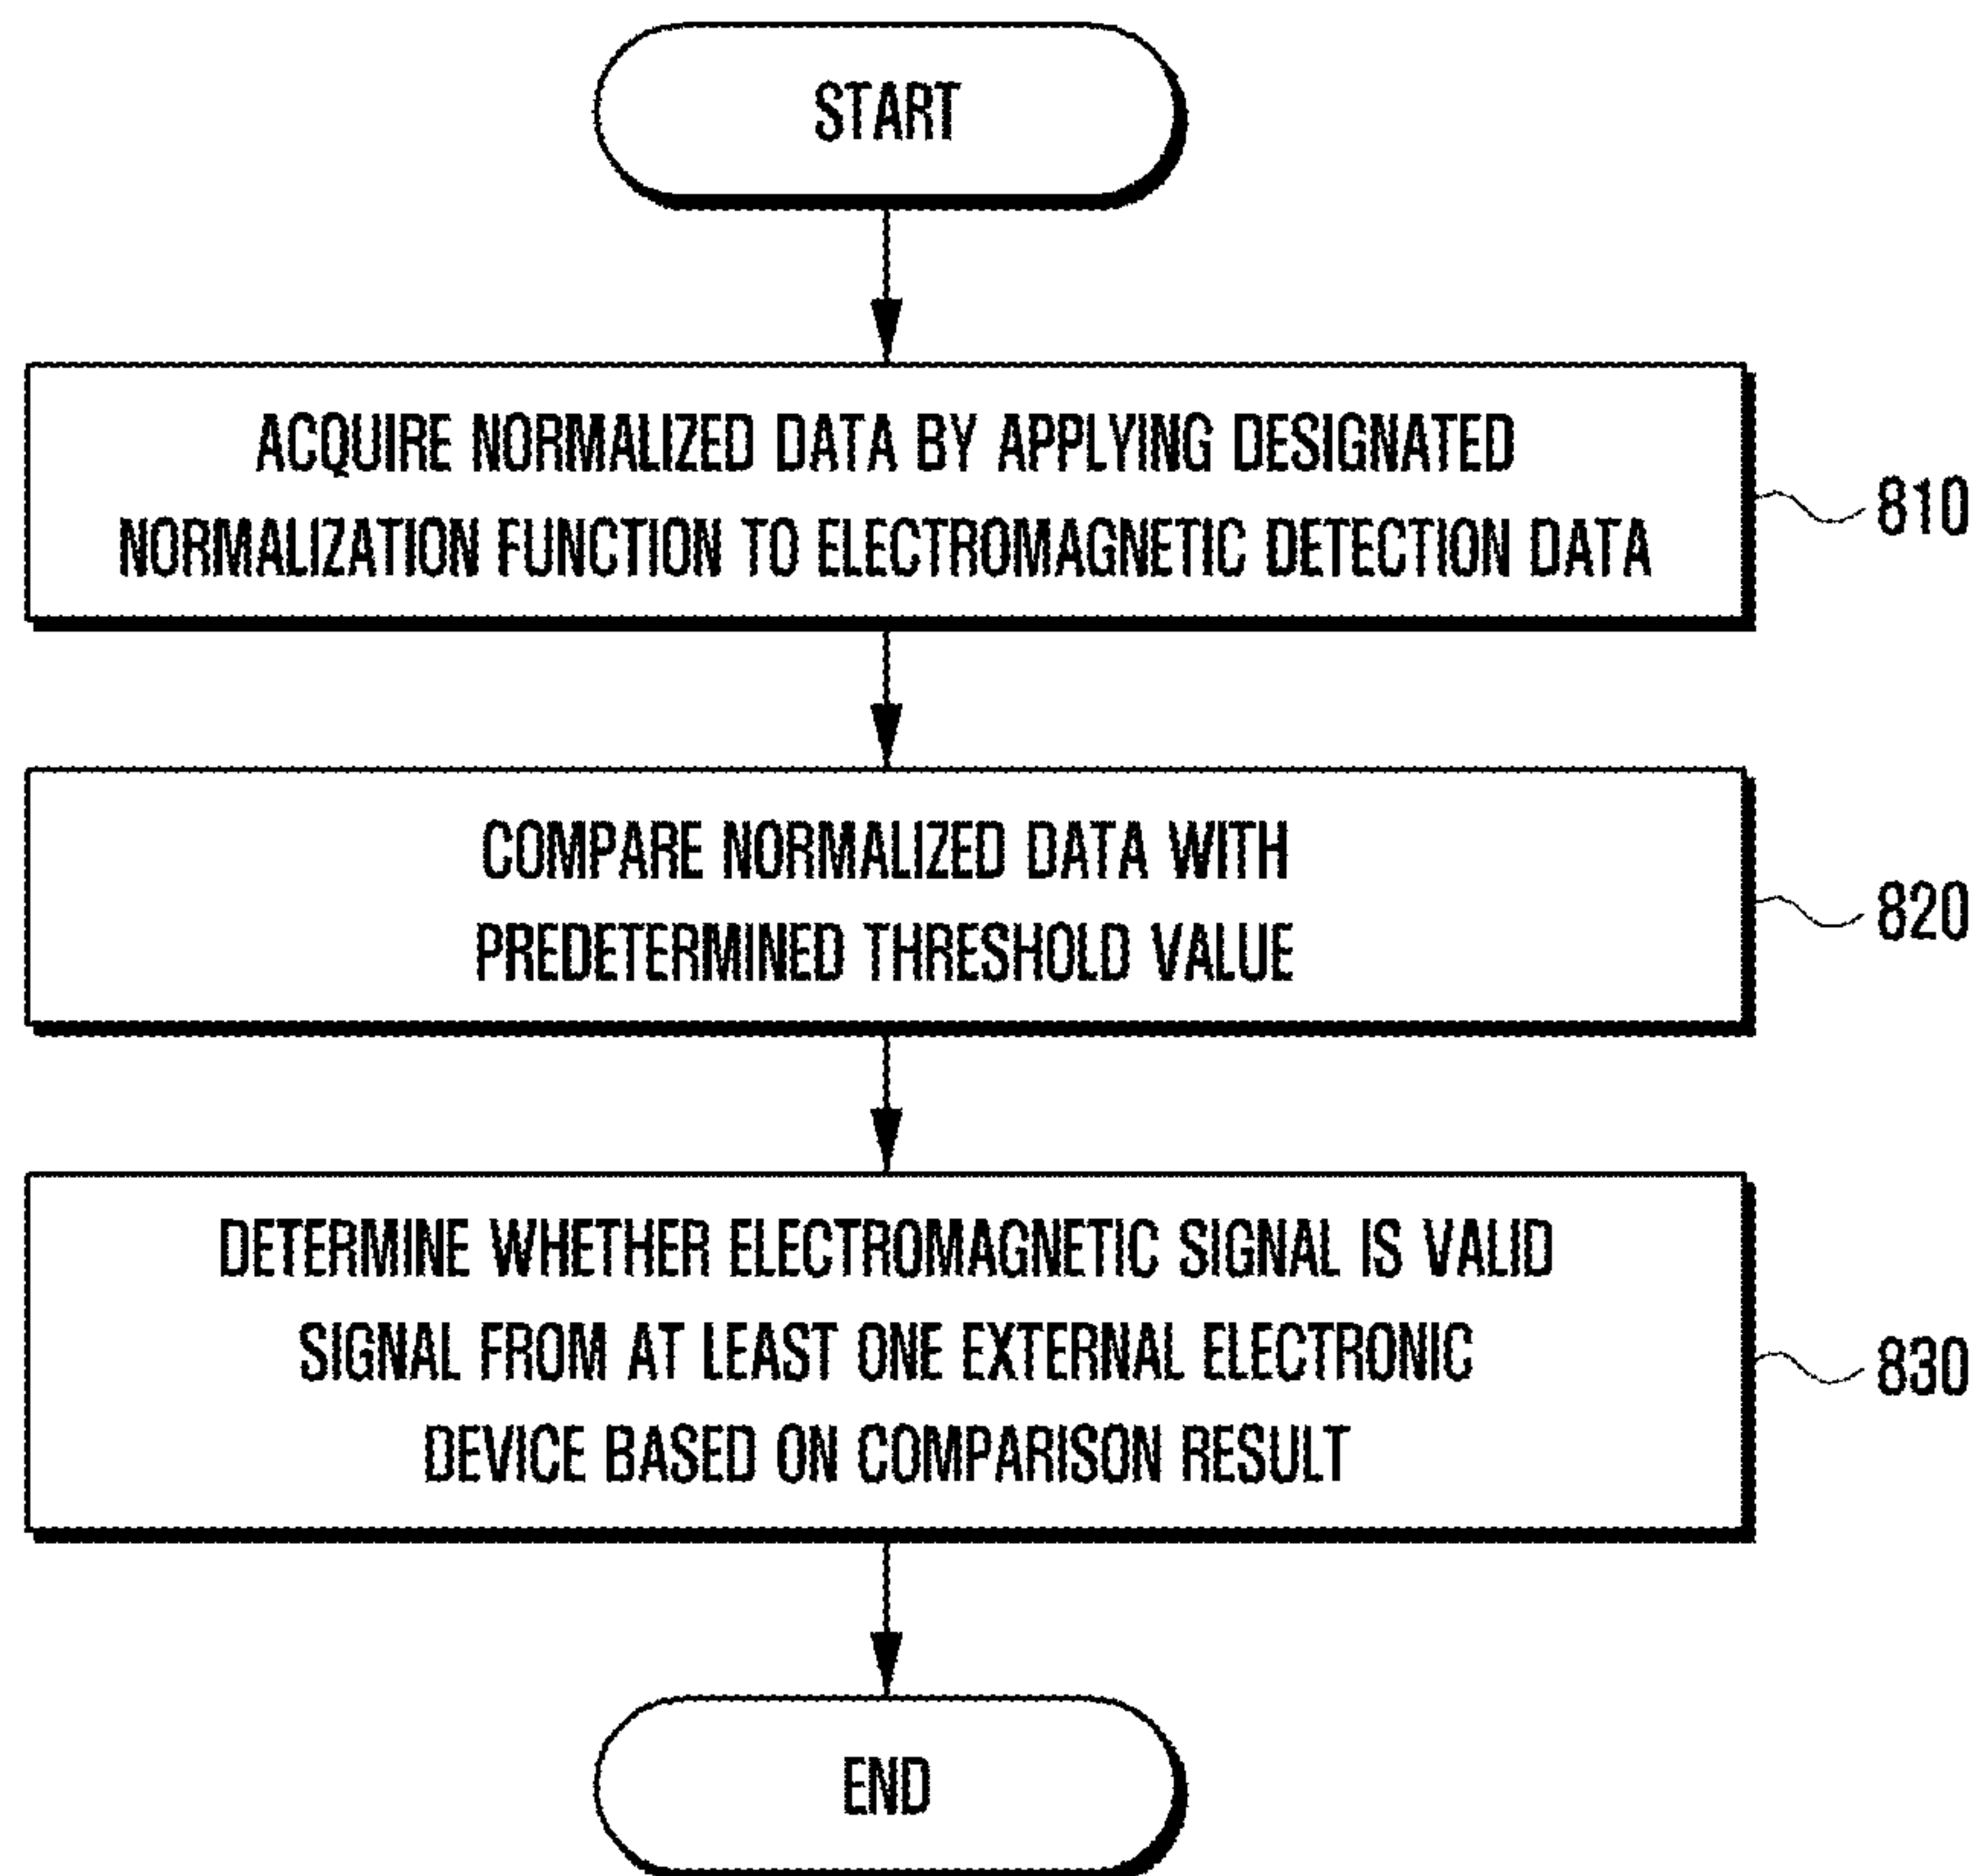 START
ACQUIRE NORMALIZED DATA BY APPLYING DESIGNATED
NORMALIZATION FUNCTION TO ELECTROMAGNETIC DETECTION DATA
810
COMPARE NORMALIZED DATA WITH
PREDETERMINED THRESHOLD VALUE
820
DETERMINE WHETHER ELECTROMAGNETIC SIGNAL IS VALID
SIGNAL FROM AT LEAST ONE EXTERNAL ELECTRONIC
DEVICE BASED ON COMPARISON RESULT
830
END